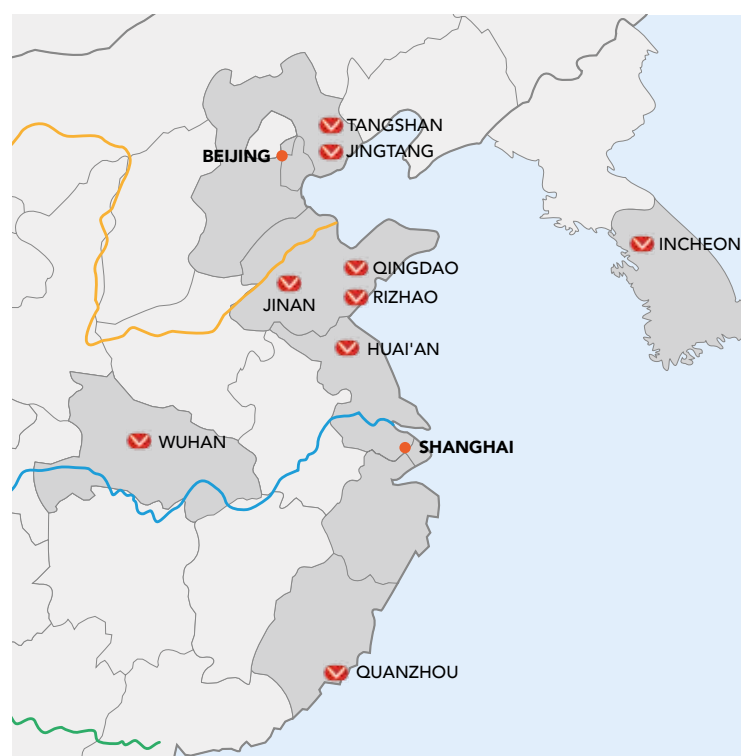 TANGSHAN
BEIJING
JINGTANG
INCHEON
QINGDAO
JINAN
RIZHAO
HUAI'AN
WUHAN
SHANGHAI
QUANZHOU